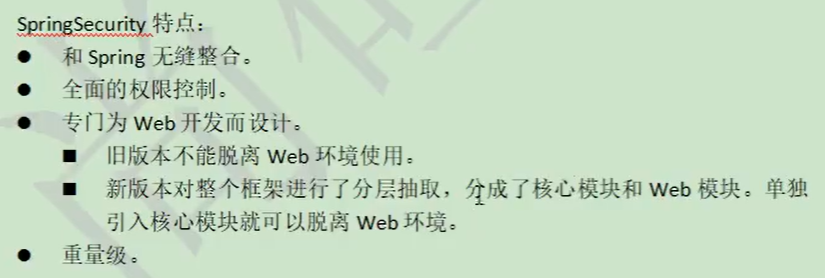 SpringSecurity 特点：
● 和 Spring 无缝整合。
● 全面的权限控制。
● 专门为 Web 开发而设计。
■ 旧版本不能脱离 Web 环境使用。
■ 新版本对整个框架进行了分层抽取，分成了核心模块和 Web 模块。单独
引入核心模块就可以脱离 Web 环境。
● 重量级。